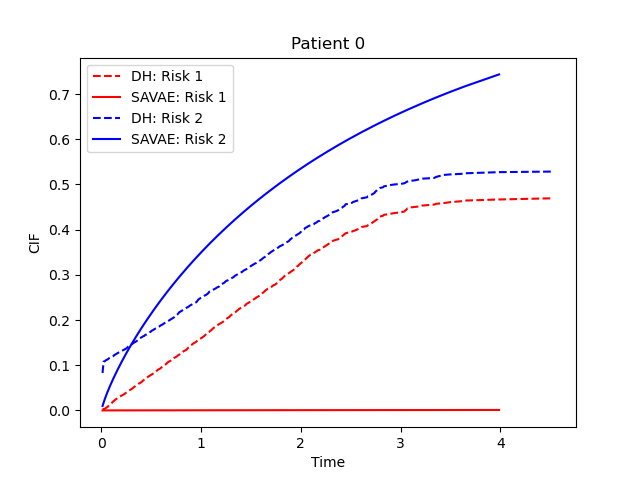 Patient 0
DH: Risk 1
SAVAE: Risk 1
DH: Risk 2
SAVAE: Risk 2
CIF
0.7
0.6
0.5
0.4
0.3
0.2
0.1
0.0
0 1 2 3 4
Time